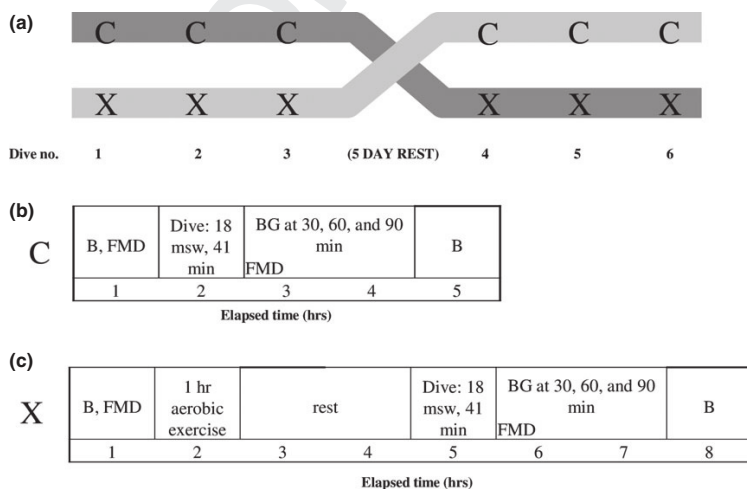 (a)
C C C C C C
X X X X X X
Dive no. 1 2 3 (5 DAY REST) 4 5 6
(b)
C
B, FMD
Dive: 18
msw, 41
min
BG at 30, 60, and 90
min
FMD
B
1 2 3 4 5
Elapsed time (hrs)
(c)
X
B, FMD
1 hr
aerobic
exercise
rest
Dive: 18
msw, 41
min
BG at 30, 60, and 90
min
FMD
B
1 2 3 4 5 6 7 8
Elapsed time (hrs)